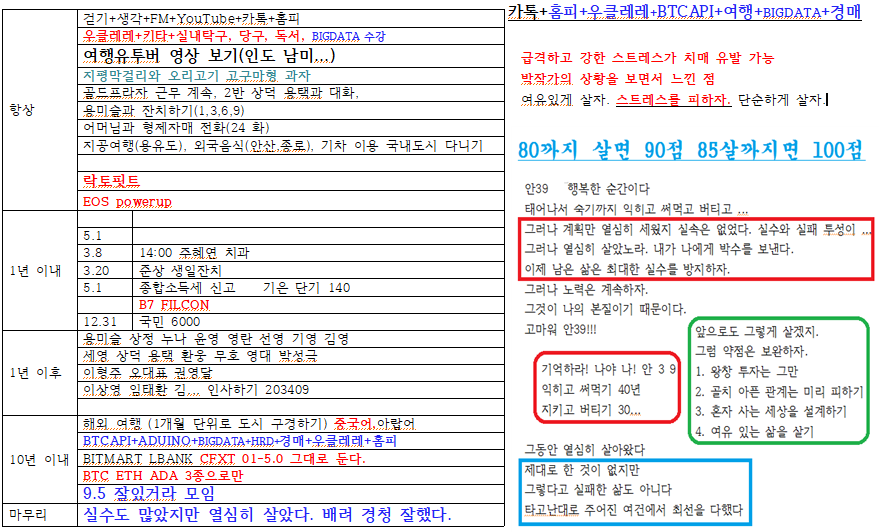 항상
걷기+생각+FM+YouTube+카톡+홈피
우클레레+키타+실내탁구, 당구, 독서, BIGDATA 수강
여행유투버 영상 보기(인도 남미,,,)
지평막걸리와 오리고기 고구마형 과자
골드프라자 근무 계속, 2반 상덕 용택과 대화,
용미술과 잔치하기(1,3,6,9)
어머님과 형제자매 전화(24 화)
지공여행(용유도), 외국음식(안산,종로), 기차 이용 국내도시 다니기
락토핏트
EOS powerup
1년 이내
5.1
3.8 14:00 주혜연 치과
3.20 준상 생일잔치
5.1 종합소득세 신고 기은 단기 140
B7 FILCON
12.31 국민 6000
1년 이후
용미술 상정 누나 윤영 영란 선영 기영 김영
세영 상덕 용택 환웅 무호 영대 박성극
이형주 오대표 권영달
이상영 임태환 김... 인사하기 203409
10년 이내
해외 여행 (1개월 단위로 도시 구경하기) 중국어,아랍어
BTCAPI+ADUINO+BIGDATA+HRD+경매+우클레레+홈피
BITMART LBANK CFXT 01-5.0 그대로 둔다.
BTC ETH ADA 3종으로만
9.5 잘있거라 모임
마무리
실수도 많았지만 열심히 살았다. 배려 경청 잘했다.
카톡+홈피+우클레레+BTCAPI+여행+BIGDATA+경매
급격하고 강한 스트레스가 치매 유발 가능
박작가의 상황을 보면서 느낀 점
여유있게 살자. 스트레스를 피하자. 단순하게 살자.
80까지 살면 90점 85살까지면 100점
안39 행복한 순간이다
태어나서 죽기까지 익히고 써먹고 버티고 ...
그러나 계획만 열심히 세웠지 실속은 없었다. 실수와 실패 투성이 ...
그러나 열심히 살았노라. 내가 나에게 박수를 보낸다.
이제 남은 삶은 최대한 실수를 방지하자.
그러나 노력은 계속하자.
그것이 나의 본질이기 때문이다.
고마워 안39!!!
기억하라! 나야 나! 안 3 9
익히고 써먹기 40년
지키고 버티기 30...
앞으로도 그렇게 살겠지.
그럼 약점은 보완하자.
1. 왕창 투자는 그만
2. 골치 아픈 관계는 미리 피하기
3. 혼자 사는 세상을 설계하기
4. 여유 있는 삶을 살기
그동안 열심히 살아왔다
제대로 한 것이 없지만
그렇다고 실패한 삶도 아니다
타고난대로 주어진 여건에서 최선을 다했다